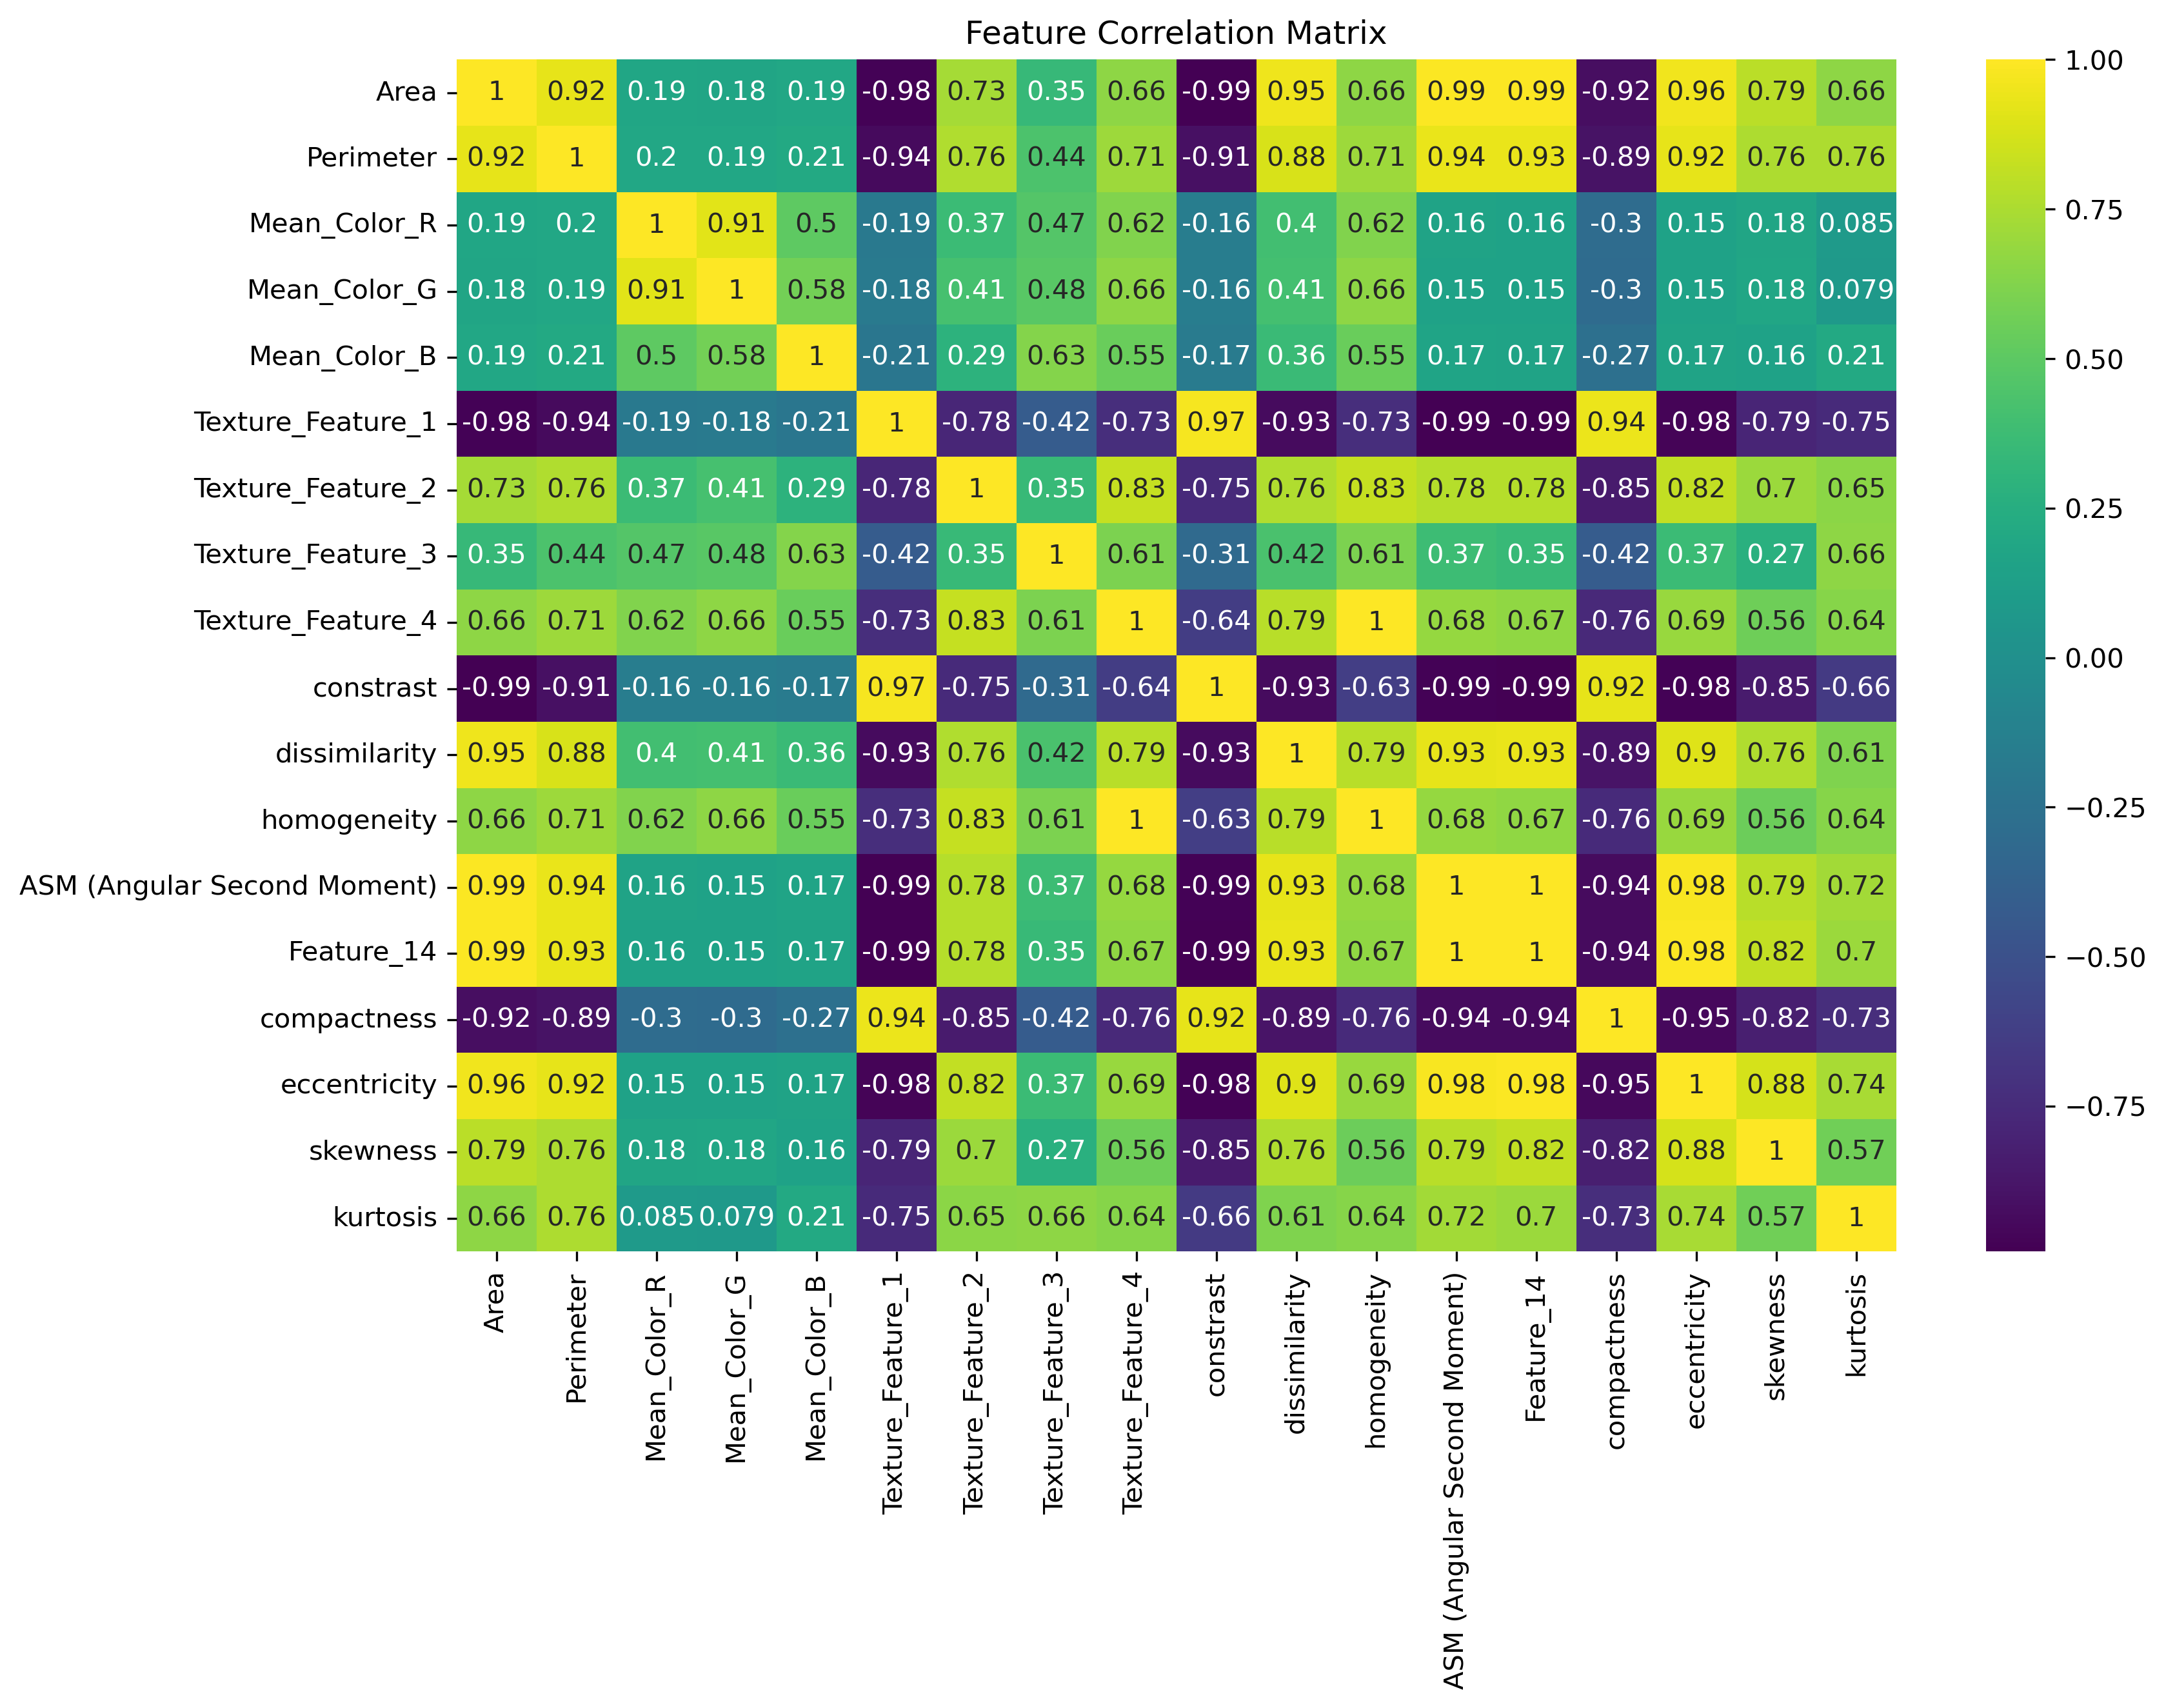 Feature Correlation Matrix
Area 1 0.92 0.19 0.18 0.19 -0.98 0.73 0.35 0.66 -0.99 0.95 0.66 0.99 0.99 -0.92 0.96 0.79 0.66
Perimeter 0.92 1 0.2 0.19 0.21 -0.94 0.76 0.44 0.71 -0.91 0.88 0.71 0.94 0.93 -0.89 0.92 0.76 0.76
Mean_Color_R 0.19 0.2 1 0.91 0.5 -0.19 0.37 0.47 0.62 -0.16 0.4 0.62 0.16 0.16 -0.3 0.15 0.18 0.085
Mean_Color_G 0.18 0.19 0.91 1 0.58 -0.18 0.41 0.48 0.66 -0.16 0.41 0.66 0.15 0.15 -0.3 0.15 0.18 0.079
Mean_Color_B 0.19 0.21 0.5 0.58 1 -0.21 0.29 0.63 0.55 -0.17 0.36 0.55 0.17 0.17 -0.27 0.17 0.16 0.21
Texture_Feature_1 -0.98 -0.94 -0.19 -0.18 -0.21 1 -0.78 -0.42 -0.73 0.97 -0.93 -0.73 -0.99 -0.99 0.94 -0.98 -0.79 -0.75
Texture_Feature_2 0.73 0.76 0.37 0.41 0.29 -0.78 1 0.35 0.83 -0.75 0.76 0.83 0.78 0.78 -0.85 0.82 0.7 0.65
Texture_Feature_3 0.35 0.44 0.47 0.48 0.63 -0.42 0.35 1 0.61 -0.31 0.42 0.61 0.37 0.35 -0.42 0.37 0.27 0.66
Texture_Feature_4 0.66 0.71 0.62 0.66 0.55 -0.73 0.83 0.61 1 -0.64 0.79 1 0.68 0.67 -0.76 0.69 0.56 0.64
constrast -0.99 -0.91 -0.16 -0.16 -0.17 0.97 -0.75 -0.31 -0.64 1 -0.93 -0.63 -0.99 -0.99 0.92 -0.98 -0.85 -0.66
dissimilarity 0.95 0.88 0.4 0.41 0.36 -0.93 0.76 0.42 0.79 -0.93 1 0.79 0.93 0.93 -0.89 0.9 0.76 0.61
homogeneity 0.66 0.71 0.62 0.66 0.55 -0.73 0.83 0.61 1 -0.63 0.79 1 0.68 0.67 -0.76 0.69 0.56 0.64
ASM (Angular Second Moment) 0.99 0.94 0.16 0.15 0.17 -0.99 0.78 0.37 0.68 -0.99 0.93 0.68 1 1 -0.94 0.98 0.79 0.72
Feature_14 0.99 0.93 0.16 0.15 0.17 -0.99 0.78 0.35 0.67 -0.99 0.93 0.67 1 1 -0.94 0.98 0.82 0.7
compactness -0.92 -0.89 -0.3 -0.3 -0.27 0.94 -0.85 -0.42 -0.76 0.92 -0.89 -0.76 -0.94 -0.94 1 -0.95 -0.82 -0.73
eccentricity 0.96 0.92 0.15 0.15 0.17 -0.98 0.82 0.37 0.69 -0.98 0.9 0.69 0.98 0.98 -0.95 1 0.88 0.74
skewness 0.79 0.76 0.18 0.18 0.16 -0.79 0.7 0.27 0.56 -0.85 0.76 0.56 0.79 0.82 -0.82 0.88 1 0.57
kurtosis 0.66 0.76 0.085 0.079 0.21 -0.75 0.65 0.66 0.64 -0.66 0.61 0.64 0.72 0.7 -0.73 0.74 0.57 1
Area
Perimeter
Mean_Color_R
Mean_Color_G
Mean_Color_B
Texture_Feature_1
Texture_Feature_2
Texture_Feature_3
Texture_Feature_4
constrast
dissimilarity
homogeneity
ASM (Angular Second Moment)
Feature_14
compactness
eccentricity
skewness
kurtosis
1.00
0.75
0.50
0.25
0.00
−0.25
−0.50
−0.75